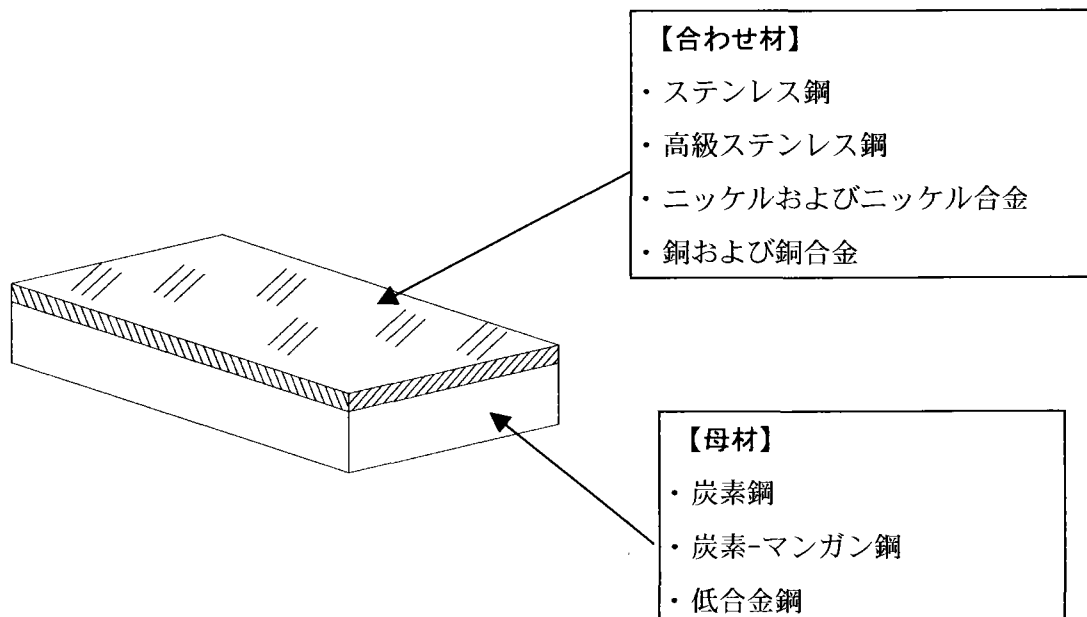 【合わせ材】
・ステンレス鋼
・高級ステンレス鋼
・ニッケルおよびニッケル合金
・銅および銅合金
【母材】
・炭素鋼
・炭素-マンガン鋼
・低合金鋼